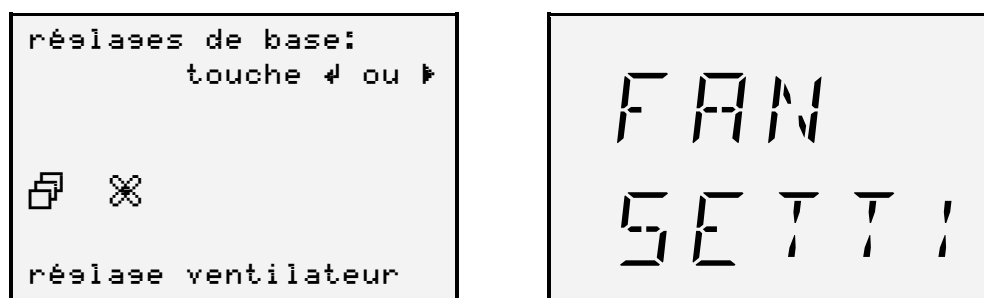 réglages de base:
touche ↲ ou ▶
réglage ventilateur
FAN
SETTI